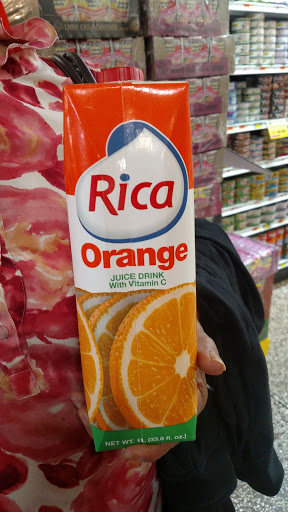 Rica
Orange
JUICE DRINK
With Vitamin C
NET WT. 1L (33.8 fl. oz.)